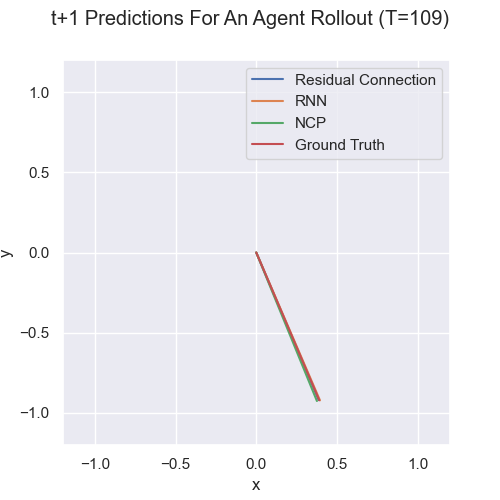 t+1 Predictions For An Agent Rollout (T=109)
Residual Connection
RNN
NCP
Ground Truth
1.0
0.5
0.0
−0.5
−1.0
y
−1.0 −0.5 0.0 0.5 1.0
x